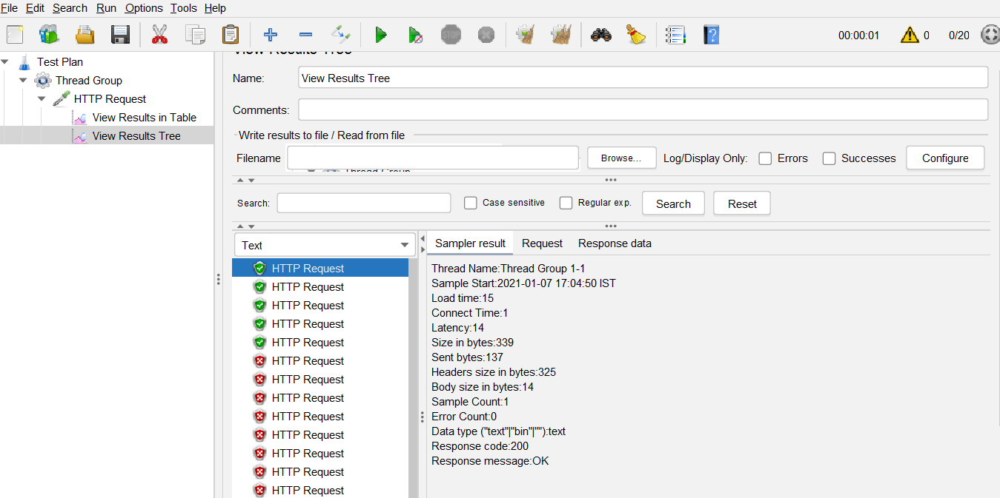 File Edit Search Run Options Tools Help
STOP
00:00:01 0 0/20
Test Plan
Thread Group
HTTP Request
View Results in Table
View Results Tree
View Results Tree
Name: View Results Tree
Comments:
Write results to file / Read from file
Filename Browse... Log/Display Only: Errors Successes Configure
Thread Group
Search: Case sensitive Regular exp. Search Reset
Text
HTTP Request
HTTP Request
HTTP Request
HTTP Request
HTTP Request
HTTP Request
HTTP Request
HTTP Request
HTTP Request
HTTP Request
HTTP Request
HTTP Request
HTTP Request
Sampler result Request Response data
Thread Name:Thread Group 1-1
Sample Start:2021-01-07 17:04:50 IST
Load time:15
Connect Time:1
Latency:14
Size in bytes:339
Sent bytes:137
Headers size in bytes:325
Body size in bytes:14
Sample Count:1
Error Count:0
Data type ("text"|"bin"|""):text
Response code:200
Response message:OK